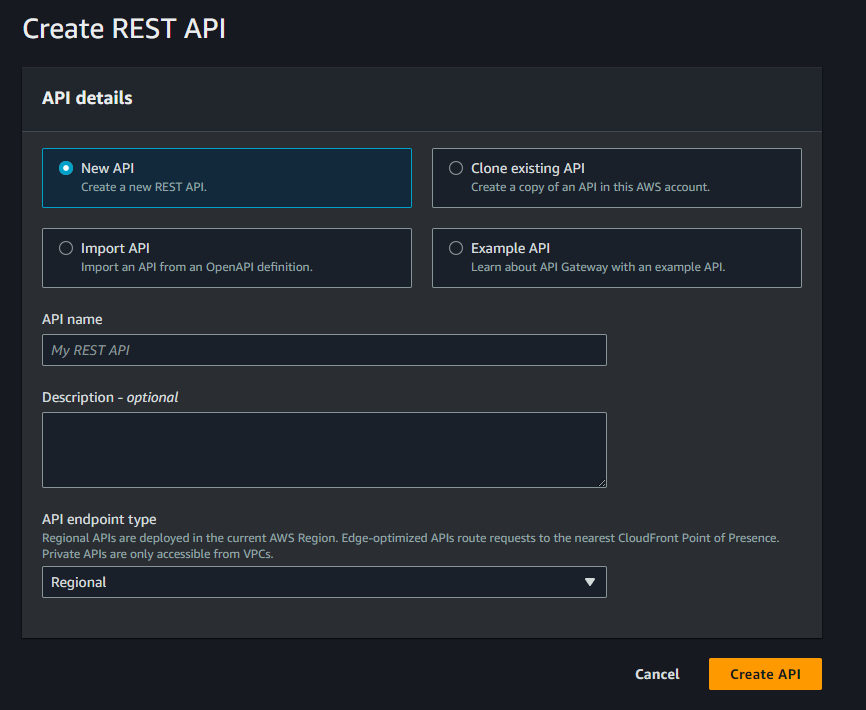 Create REST API
API details
New API
Create a new REST API.
Clone existing API
Create a copy of an API in this AWS account.
Import API
Import an API from an OpenAPI definition.
Example API
Learn about API Gateway with an example API.
API name
My REST API
Description - optional
API endpoint type
Regional APIs are deployed in the current AWS Region. Edge-optimized APIs route requests to the nearest CloudFront Point of Presence.
Private APIs are only accessible from VPCs.
Regional
Cancel
Create API